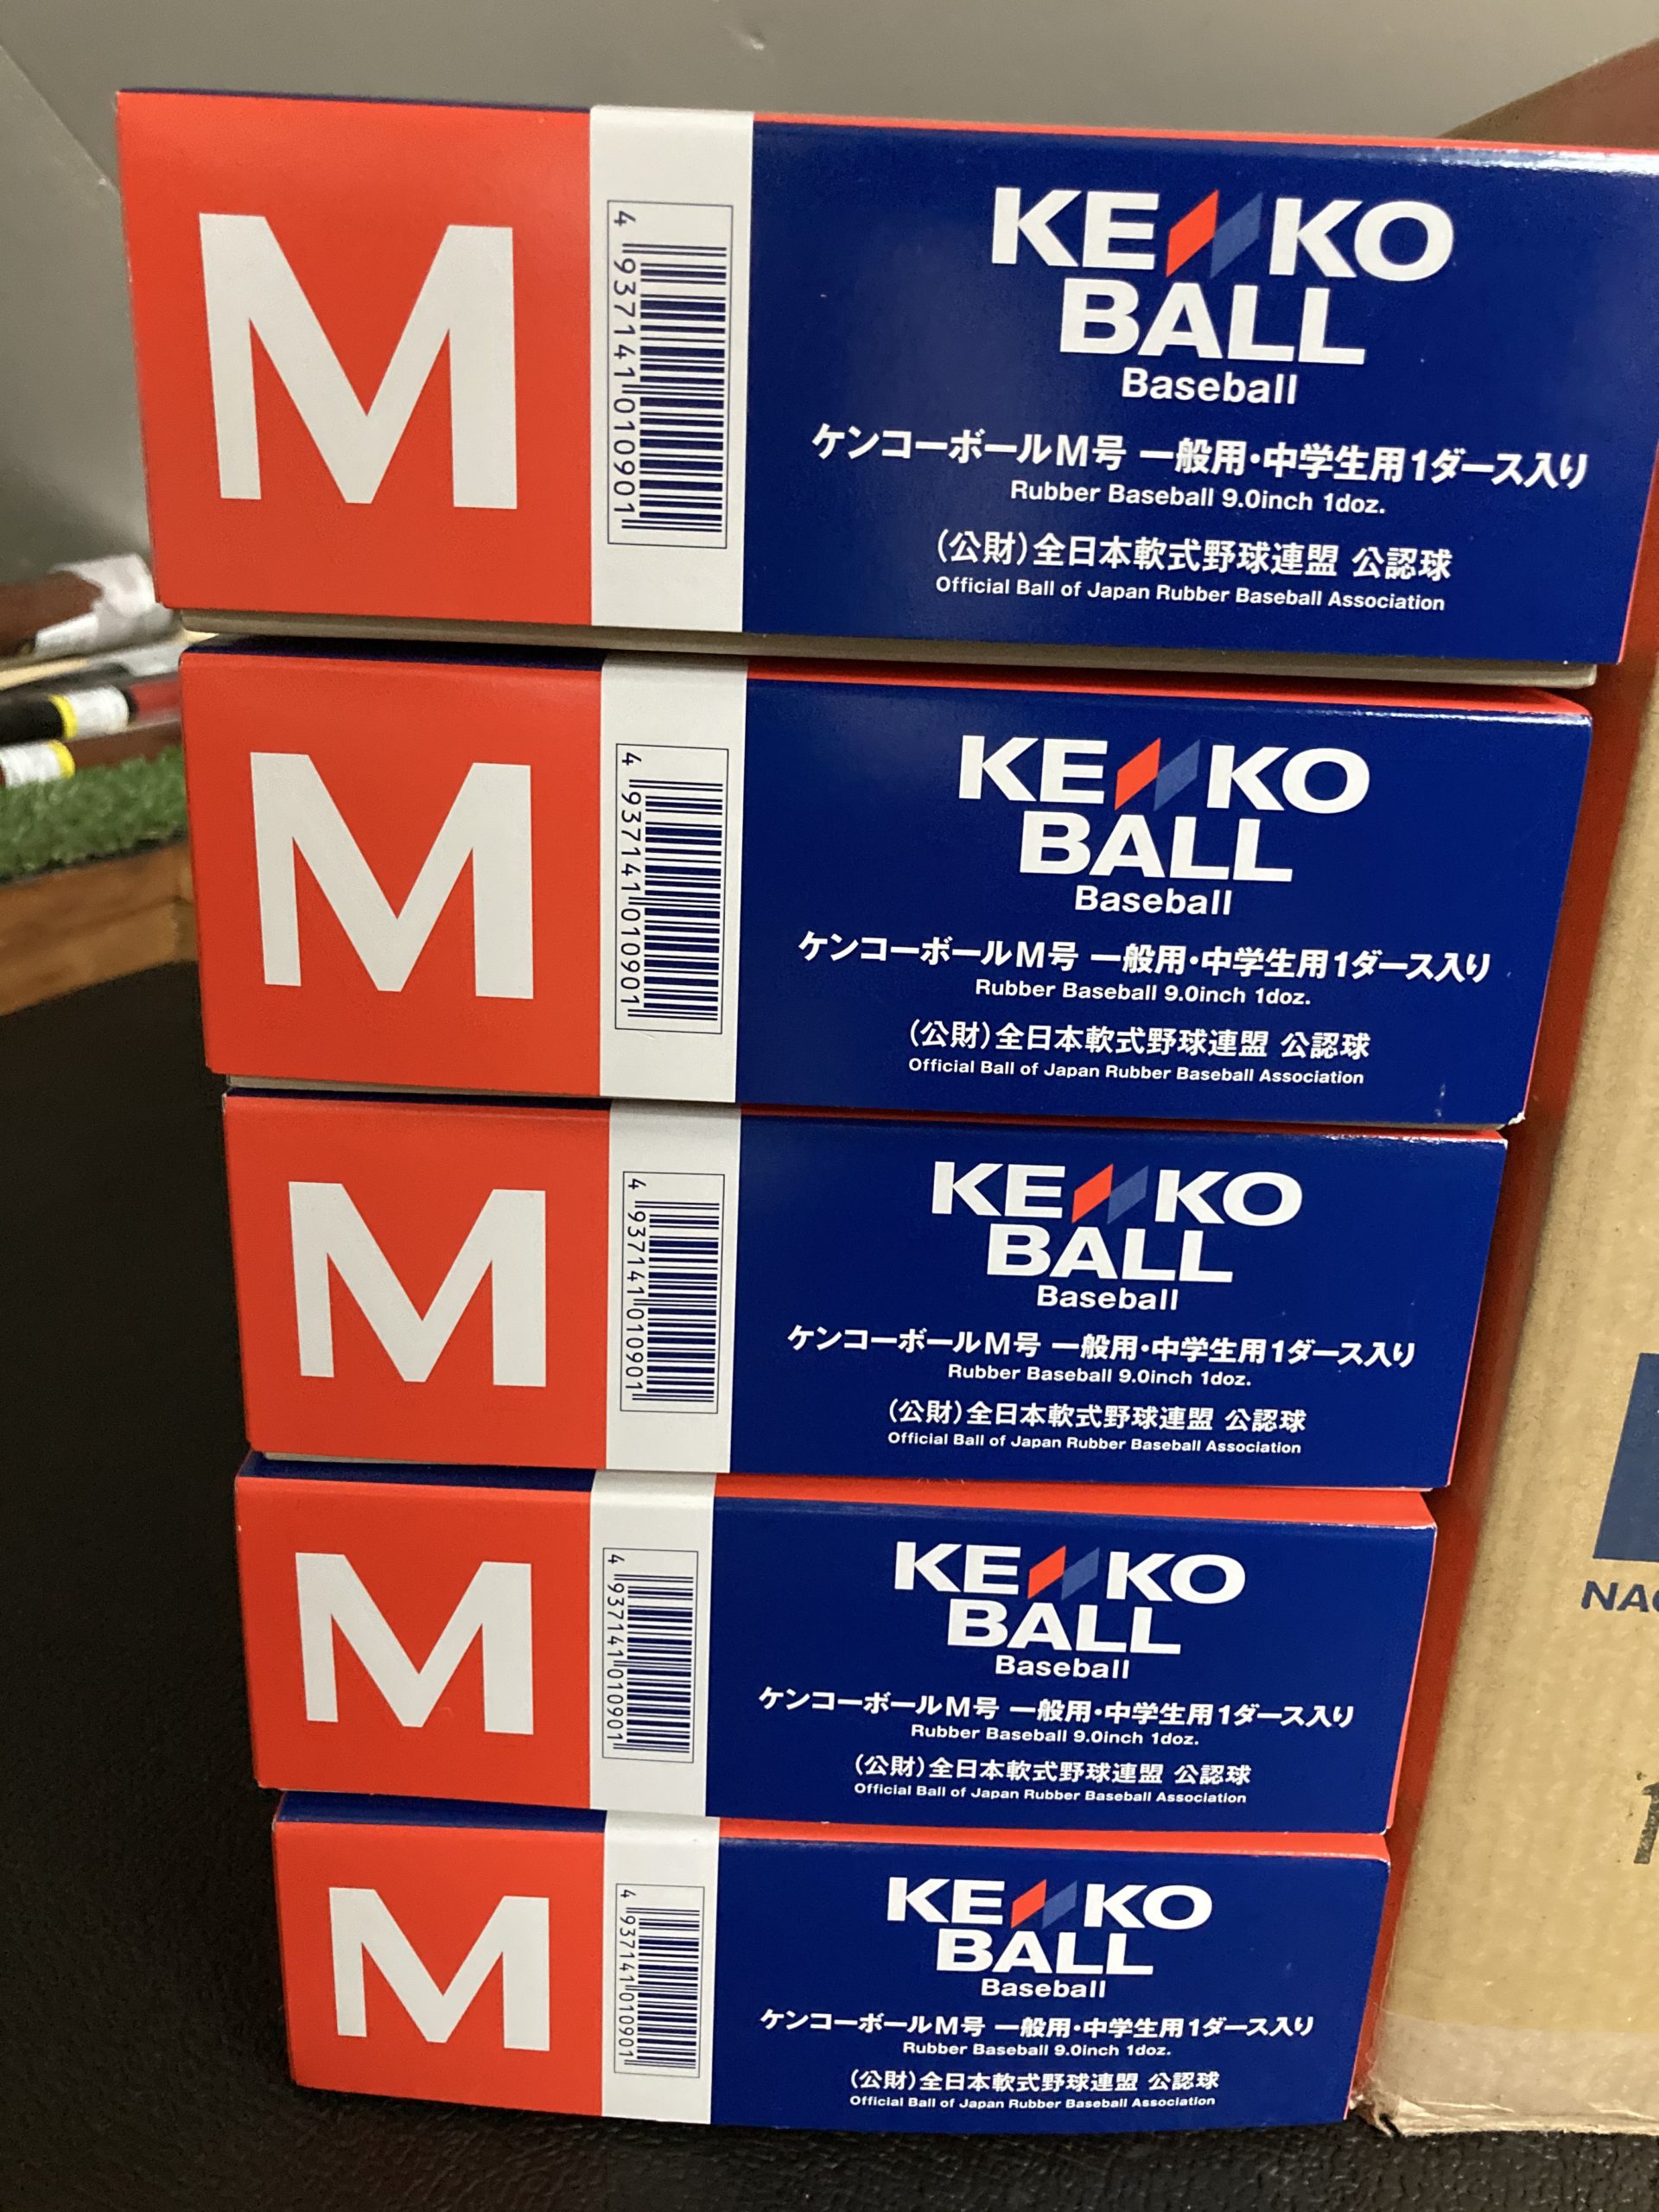 M
4 937141 010901
KENKO
BALL
Baseball
ケンコーボールM号 一般用・中学生用1ダース入り
Rubber Baseball 9.0inch 1doz.
(公財)全日本軟式野球連盟 公認球
Official Ball of Japan Rubber Baseball Association
M
4 937141 010901
KENKO
BALL
Baseball
ケンコーボールM号 一般用・中学生用1ダース入り
Rubber Baseball 9.0inch 1doz.
(公財)全日本軟式野球連盟 公認球
Official Ball of Japan Rubber Baseball Association
M
4 937141 010901
KENKO
BALL
Baseball
ケンコーボールM号 一般用・中学生用1ダース入り
Rubber Baseball 9.0inch 1doz.
(公財)全日本軟式野球連盟 公認球
Official Ball of Japan Rubber Baseball Association
M
4 937141 010901
KENKO
BALL
Baseball
ケンコーボールM号 一般用・中学生用1ダース入り
Rubber Baseball 9.0inch 1doz.
(公財)全日本軟式野球連盟 公認球
Official Ball of Japan Rubber Baseball Association
M
4 937141 010901
KENKO
BALL
Baseball
ケンコーボールM号 一般用・中学生用1ダース入り
Rubber Baseball 9.0inch 1doz.
(公財)全日本軟式野球連盟 公認球
Official Ball of Japan Rubber Baseball Association